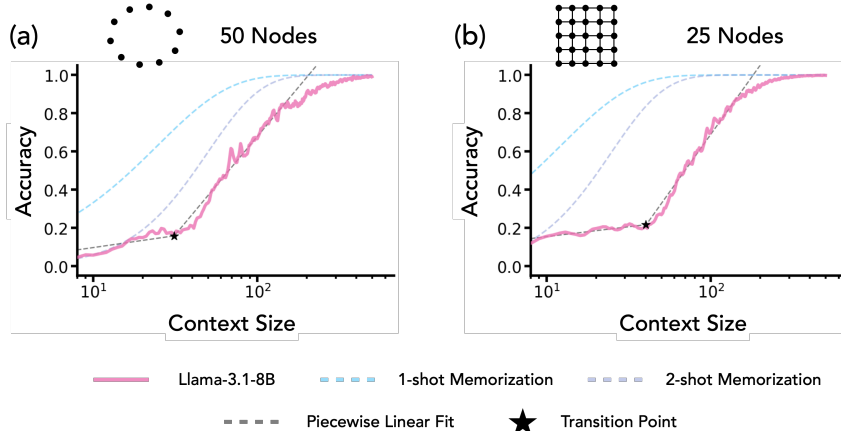 (a)
50 Nodes
1.0
0.8
0.6
0.4
0.2
0.0
Accuracy
10¹
10²
Context Size
(b)
25 Nodes
1.0
0.8
0.6
0.4
0.2
0.0
Accuracy
10¹
10²
Context Size
Llama-3.1-8B
1-shot Memorization
2-shot Memorization
Piecewise Linear Fit
Transition Point